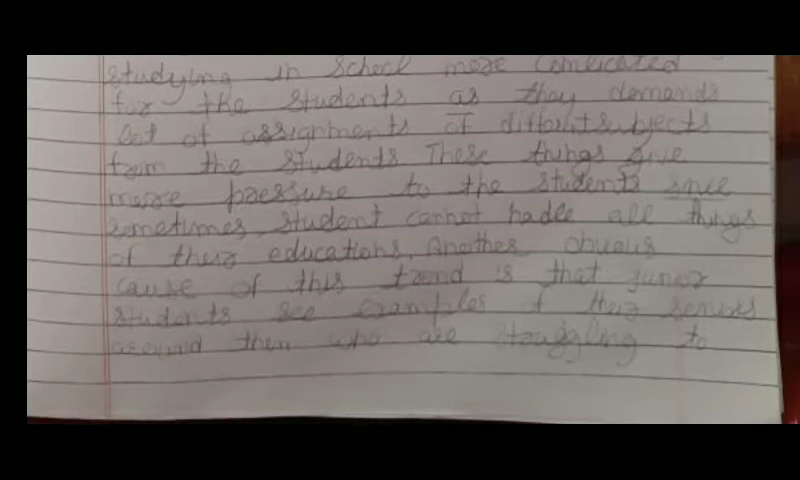 studying in school more comlicated
for the students as they demands
lot of assignments of different subjects
from the students These things give
more pressure to the students since
sometimes, student cannot hadle all things
of their educations. Another obvious
cause of this trend is that junior
students see examples of their seniors
around them who are struggling to